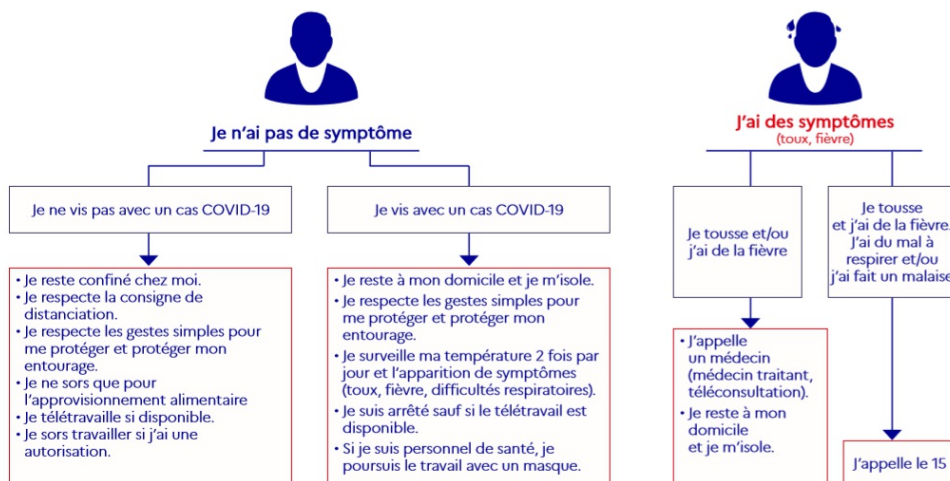 Je n'ai pas de symptôme
Je ne vis pas avec un cas COVID-19
• Je reste confiné chez moi.
• Je respecte la consigne de
distanciation.
• Je respecte les gestes simples pour
me protéger et protéger mon
entourage.
• Je ne sors que pour
l'approvisionnement alimentaire
• Je télétravaille si disponible.
• Je sors travailler si j'ai une
autorisation.
Je vis avec un cas COVID-19
• Je reste à mon domicile et je m'isole.
• Je respecte les gestes simples pour
me protéger et protéger mon
entourage.
• Je surveille ma température 2 fois par
jour et l'apparition de symptômes
(toux, fièvre, difficultés respiratoires).
• Je suis arrêté sauf si le télétravail est
disponible.
• Si je suis personnel de santé, je
poursuis le travail avec un masque.
J'ai des symptômes
(toux, fièvre)
Je tousse et/ou
j'ai de la fièvre
• J'appelle
un médecin
(médecin traitant,
téléconsultation).
• Je reste à mon
domicile
et je m'isole.
Je tousse
et j'ai de la fièvre.
J'ai du mal à
respirer et/ou
j'ai fait un malaise
J'appelle le 15